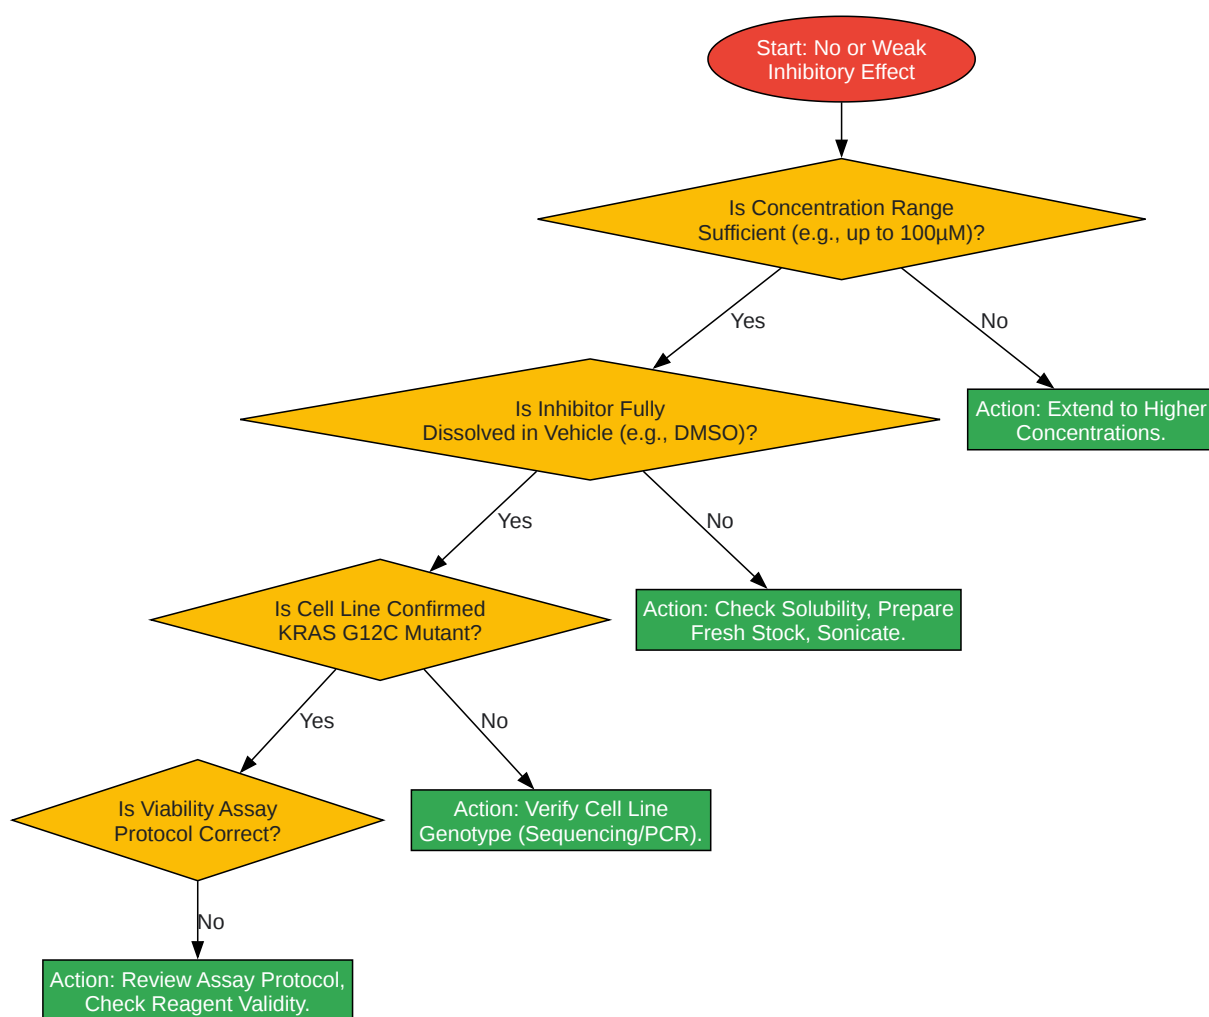 Start: No or Weak
Inhibitory Effect
Is Concentration Range
Sufficient (e.g., up to 100µM)?
Yes
No
Is Inhibitor Fully
Dissolved in Vehicle (e.g., DMSO)?
Action: Extend to Higher
Concentrations.
Yes
No
Is Cell Line Confirmed
KRAS G12C Mutant?
Action: Check Solubility, Prepare
Fresh Stock, Sonicate.
Yes
No
Is Viability Assay
Protocol Correct?
Action: Verify Cell Line
Genotype (Sequencing/PCR).
No
Action: Review Assay Protocol,
Check Reagent Validity.